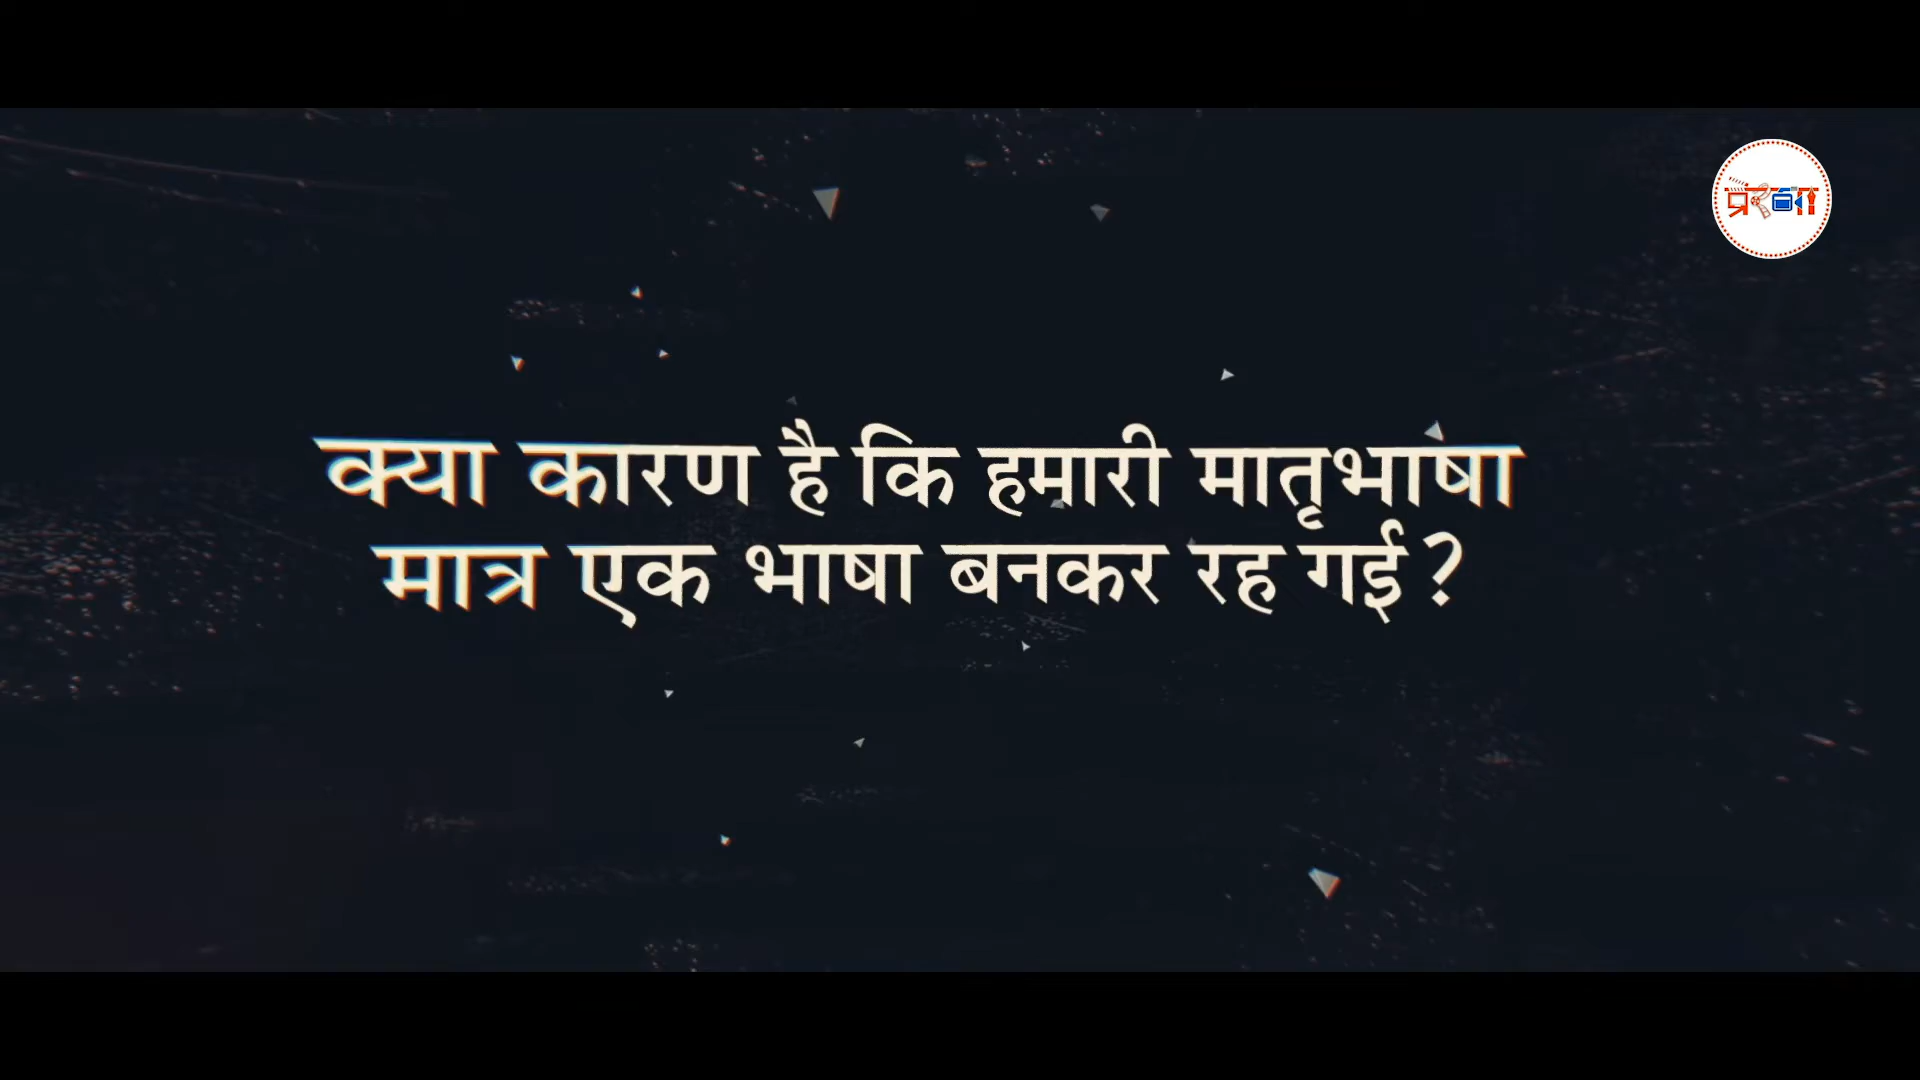 क्या कारण है कि हमारी मातृभाषा
मात्र एक भाषा बनकर रह गई ?